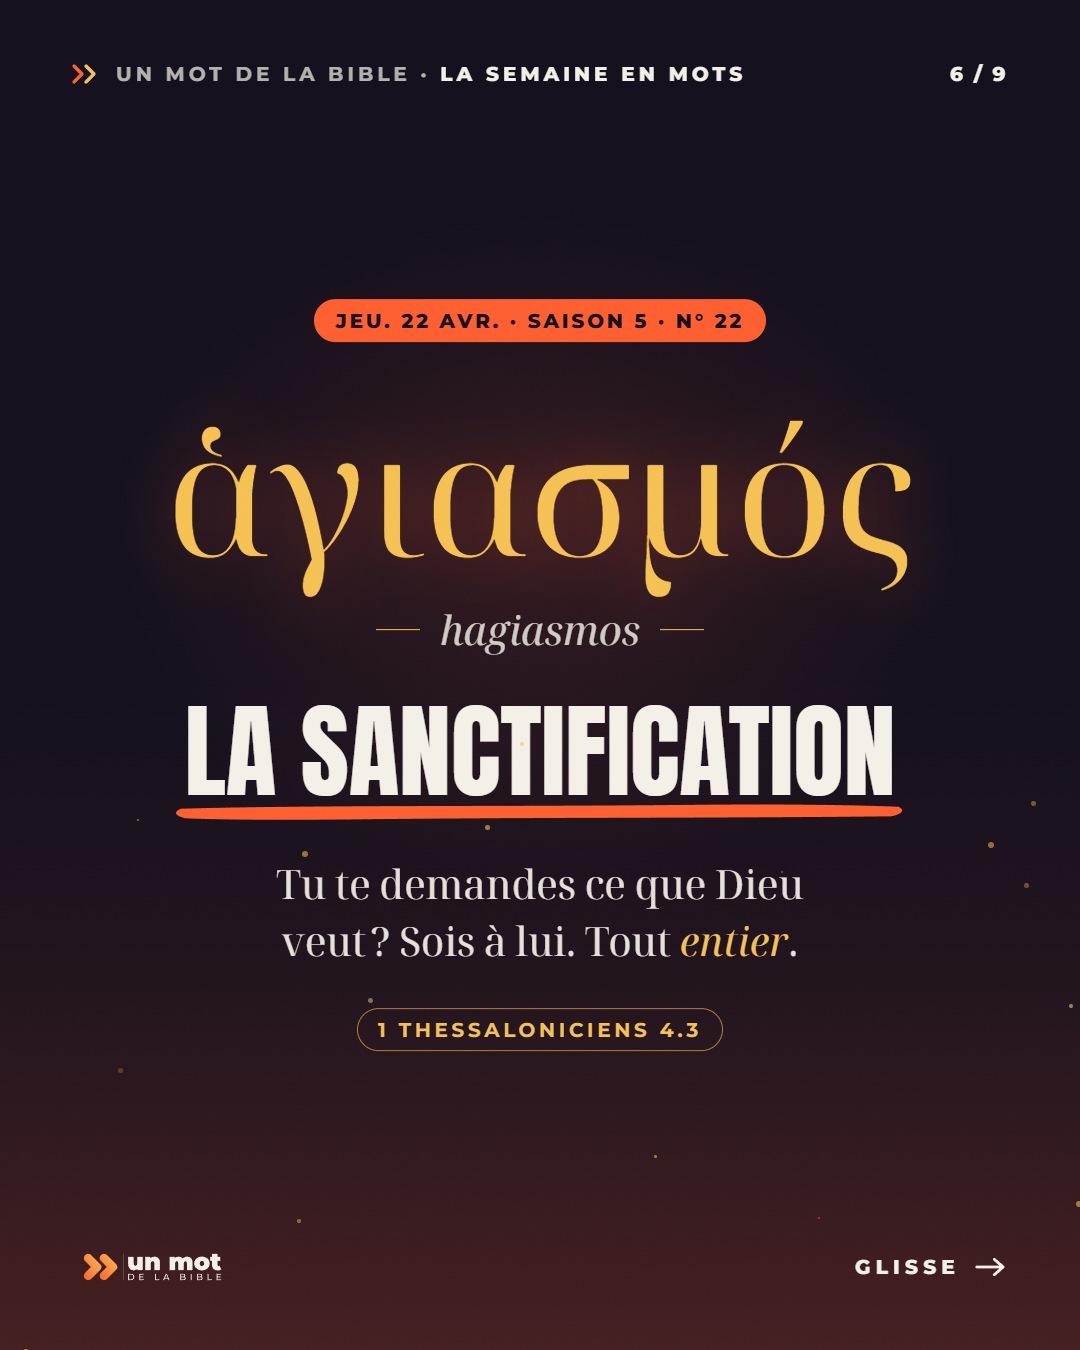 UN MOT DE LA BIBLE · LA SEMAINE EN MOTS
6 / 9
JEU. 22 AVR. · SAISON 5 · N° 22
ἁγιασμός
hagiasmos
LA SANCTIFICATION
Tu te demandes ce que Dieu
veut ? Sois à lui. Tout entier.
1 THESSALONICIENS 4.3
un mot
DE LA BIBLE
GLISSE →